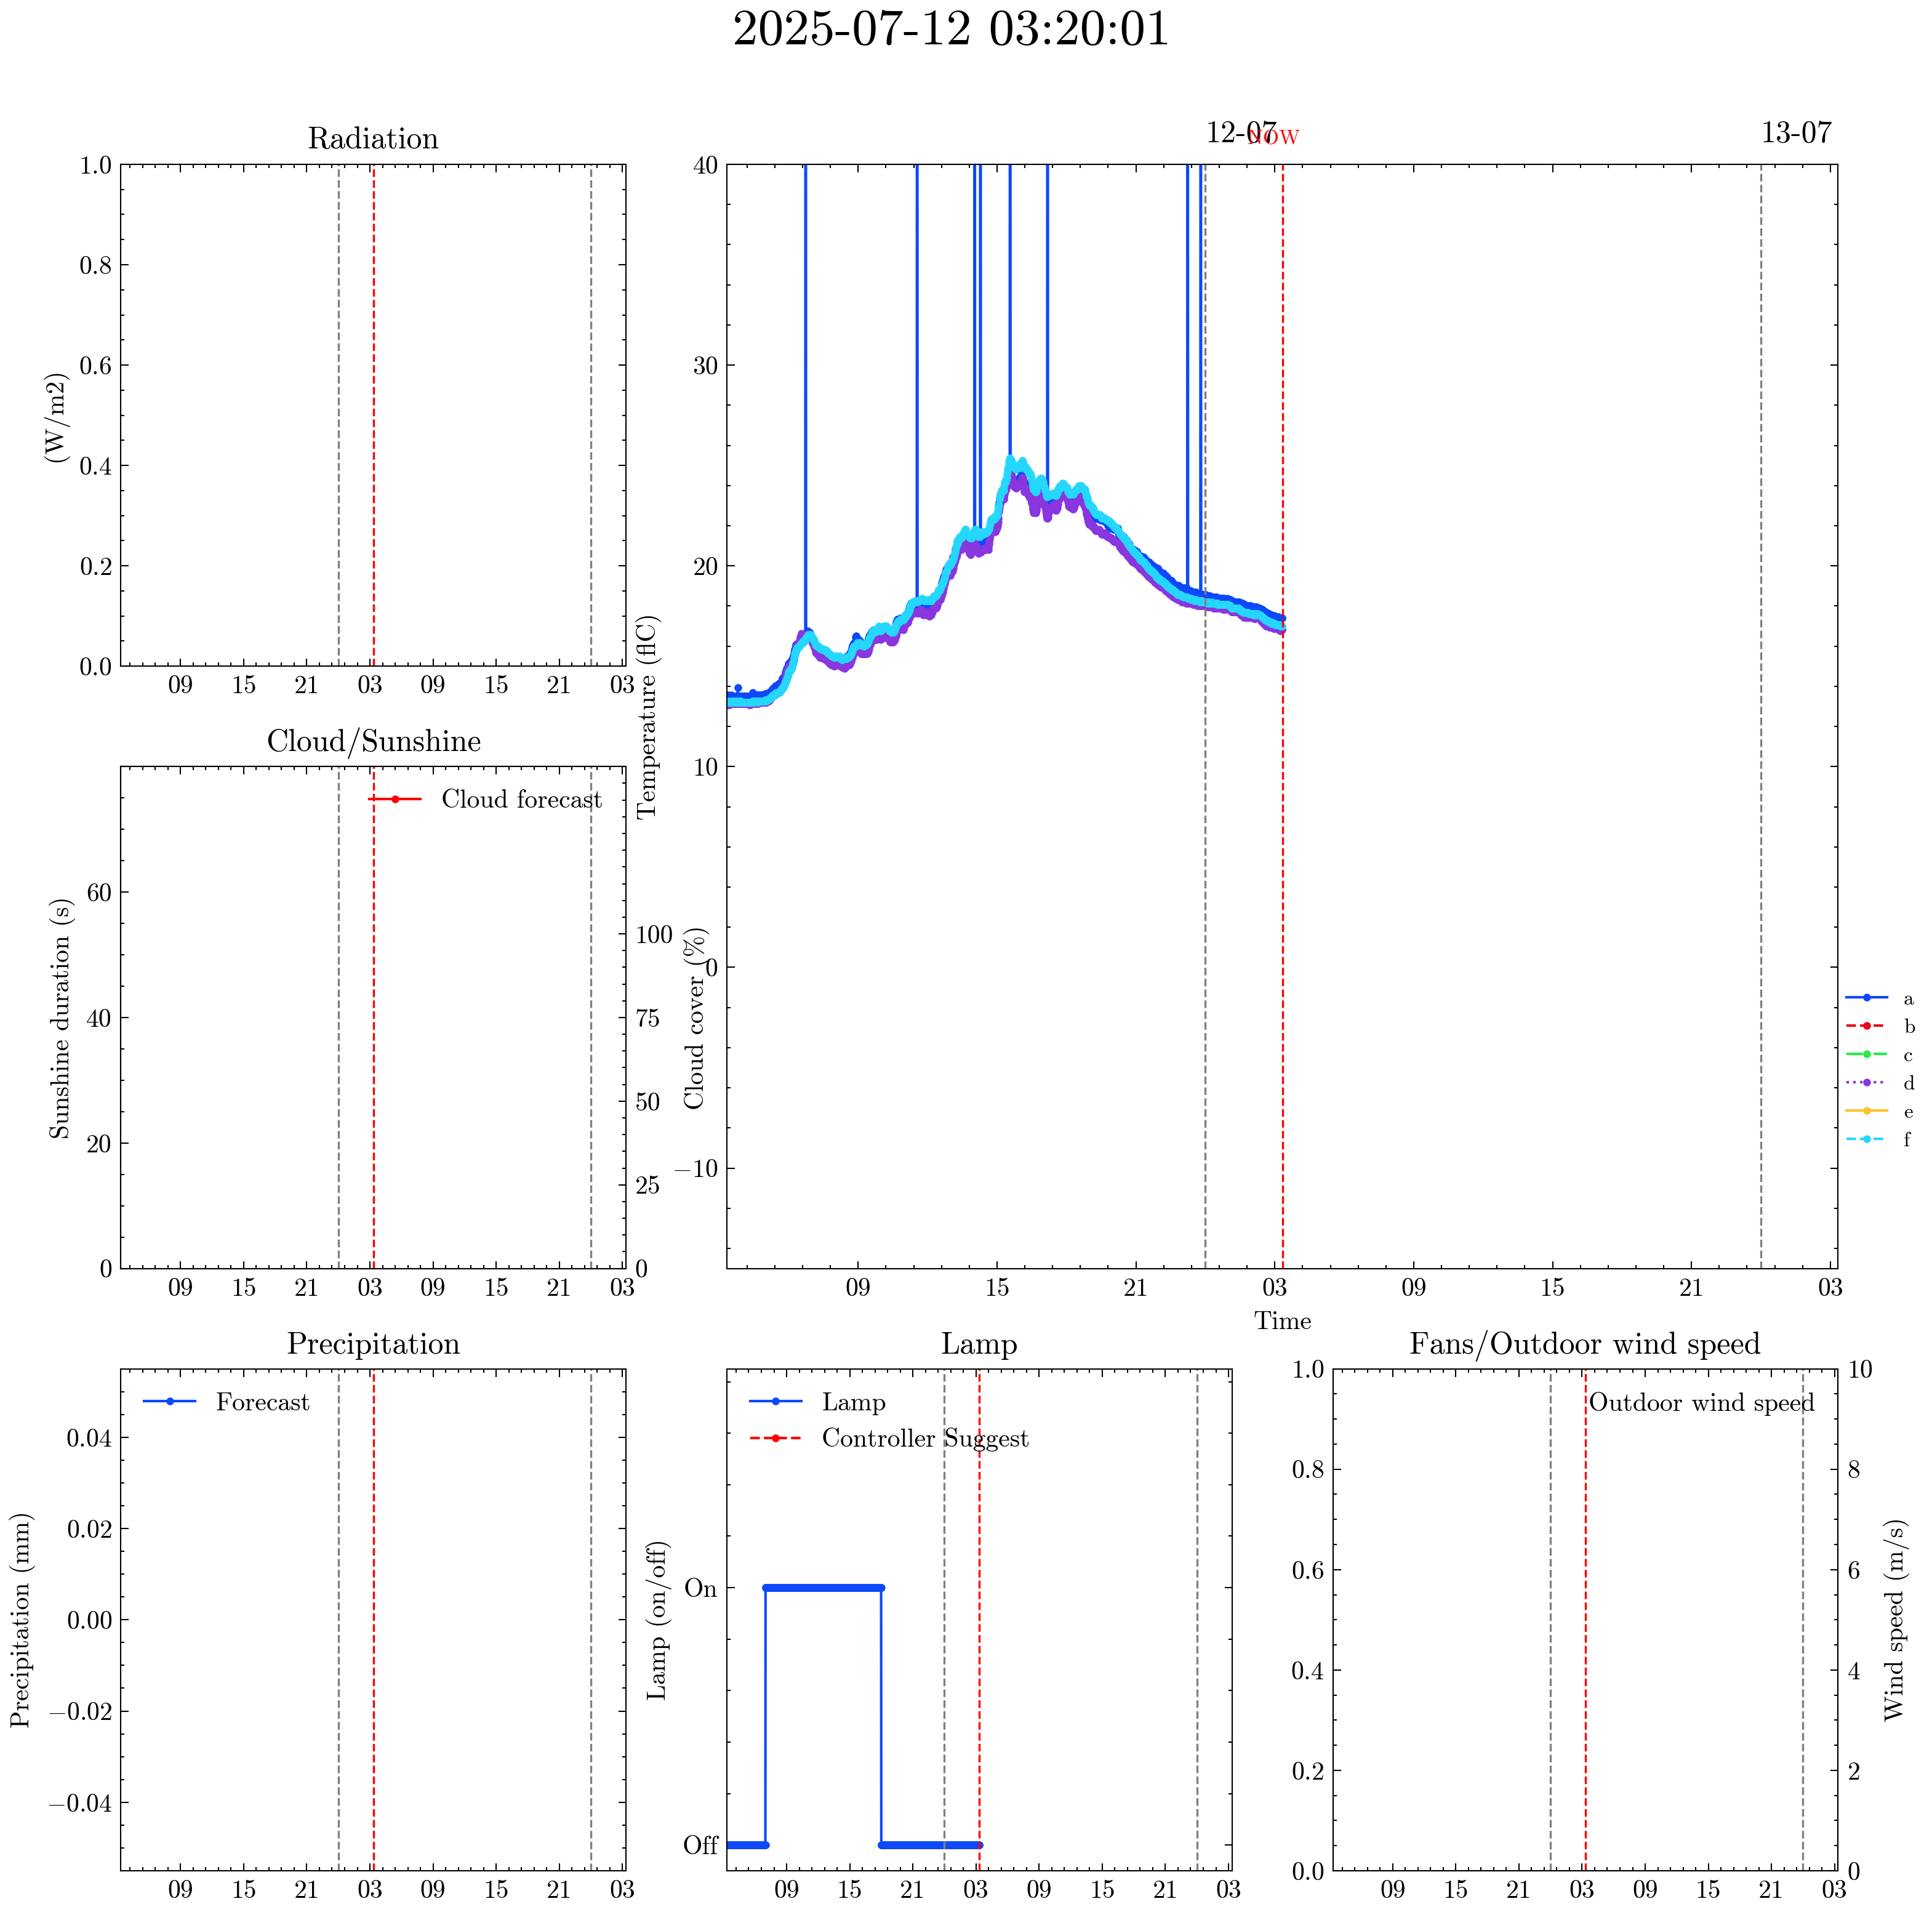 2025-07-12 03:20:01
Radiation
1.0
0.8
0.6
0.4
0.2
0.0
(W/m2)
09 15 21 03 09 15 21 03
12-07
NOW
13-07
40
30
20
10
0
−10
Temperature (flC)
09 15 21 03 09 15 21 03
Time
a
b
c
d
e
f
Cloud/Sunshine
Cloud forecast
60
40
20
0
Sunshine duration (s)
100
75
50
25
0
Cloud cover (%)
09 15 21 03 09 15 21 03
Precipitation
Forecast
0.04
0.02
0.00
−0.02
−0.04
Precipitation (mm)
09 15 21 03 09 15 21 03
Lamp
Lamp
Controller Suggest
On
Off
Lamp (on/off)
09 15 21 03 09 15 21 03
Fans/Outdoor wind speed
Outdoor wind speed
1.0
0.8
0.6
0.4
0.2
0.0
10
8
6
4
2
0
Wind speed (m/s)
09 15 21 03 09 15 21 03